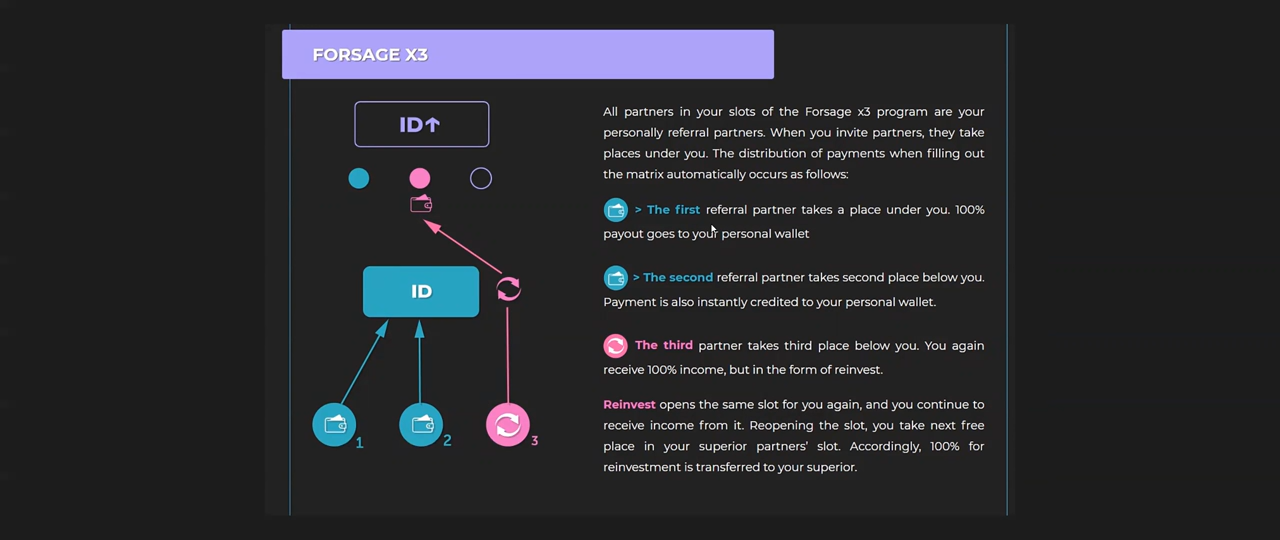 FORSAGE X3
ID↑
ID
1
2
3
All partners in your slots of the Forsage x3 program are your
personally referral partners. When you invite partners, they take
places under you. The distribution of payments when filling out
the matrix automatically occurs as follows:
> The first referral partner takes a place under you. 100%
payout goes to your personal wallet
> The second referral partner takes second place below you.
Payment is also instantly credited to your personal wallet.
The third partner takes third place below you. You again
receive 100% income, but in the form of reinvest.
Reinvest opens the same slot for you again, and you continue to
receive income from it. Reopening the slot, you take next free
place in your superior partners’ slot. Accordingly, 100% for
reinvestment is transferred to your superior.